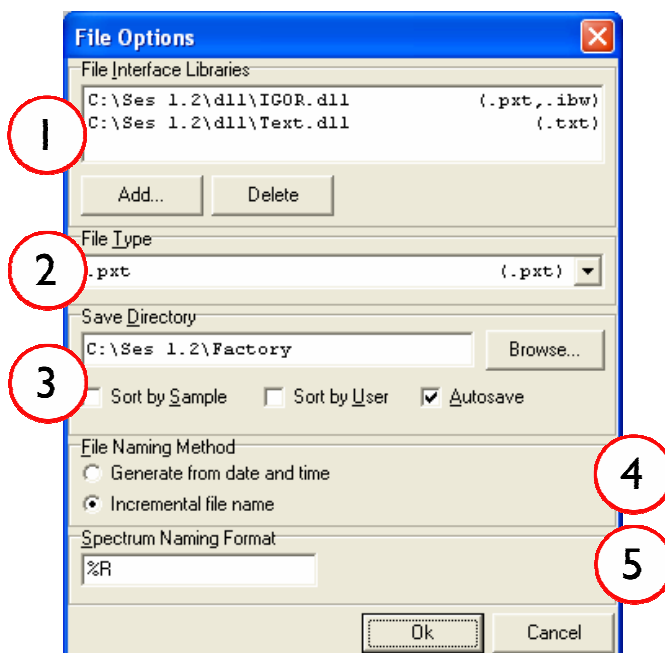 File Options
File Interface Libraries
C:\Ses 1.2\dll\IGOR.dll (.pxt,.ibw)
C:\Ses 1.2\dll\Text.dll (.txt)
1
Add... Delete
File Type
2
.pxt (.pxt)
Save Directory
C:\Ses 1.2\Factory Browse...
3
Sort by Sample Sort by User Autosave
File Naming Method
Generate from date and time
4
Incremental file name
Spectrum Naming Format
5
%R
Ok Cancel